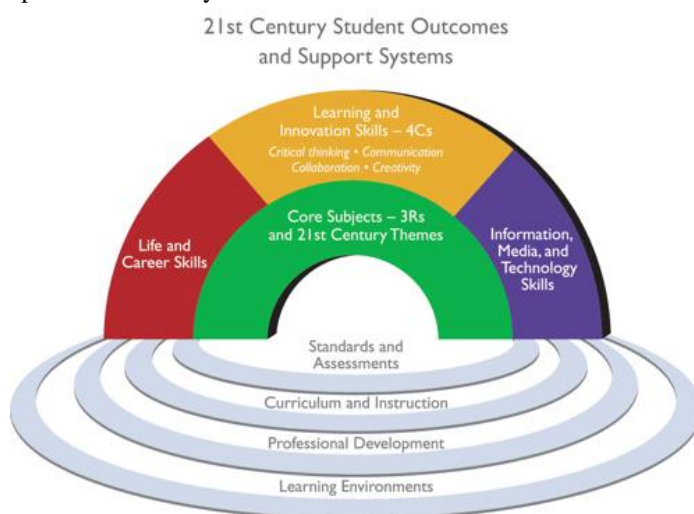 21st Century Student Outcomes
and Support Systems
Learning and
Innovation Skills – 4Cs
Critical thinking • Communication
Collaboration • Creativity
Core Subjects – 3Rs
and 21st Century Themes
Life and
Career Skills
Information,
Media, and
Technology
Skills
Standards and
Assessments
Curriculum and Instruction
Professional Development
Learning Environments